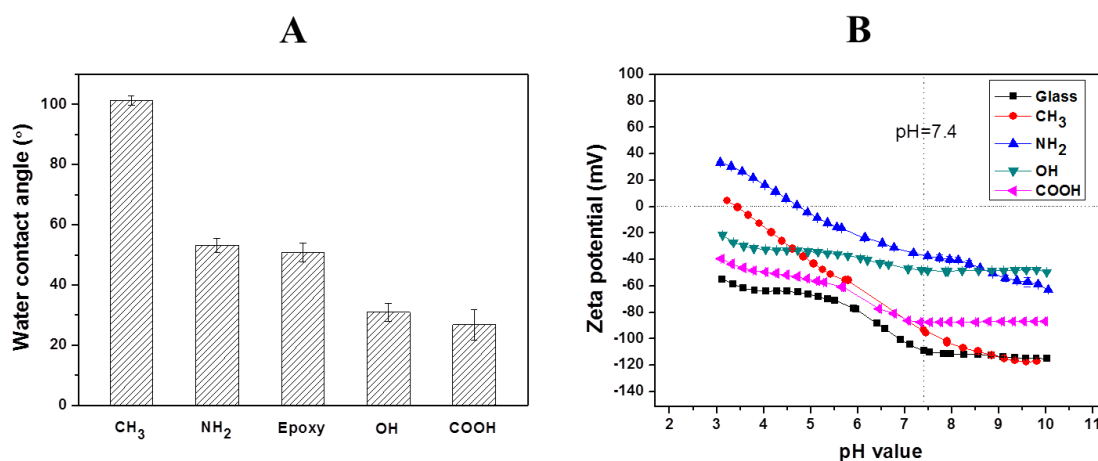 A
B
Water contact angle (°)
100
80
60
40
20
0
CH₃
NH₂
Epoxy
OH
COOH
Zeta potential (mV)
100
80
60
40
20
0
-20
-40
-60
-80
-100
-120
-140
pH=7.4
Glass
CH₃
NH₂
OH
COOH
2
3
4
5
6
7
8
9
10
11
pH value